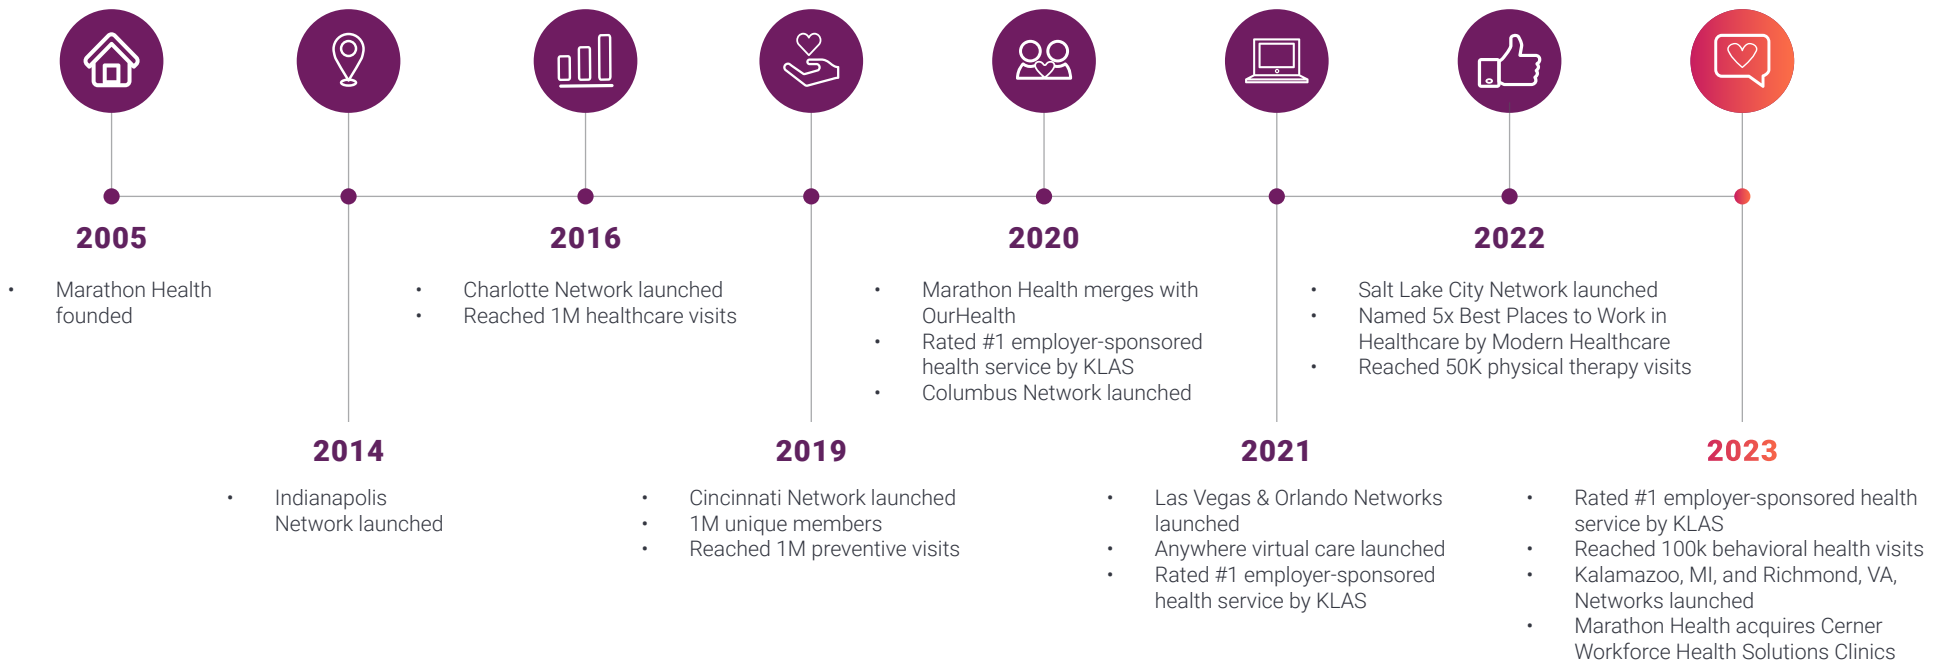 2005
• Marathon Health
founded
2014
• Indianapolis
Network launched
2016
• Charlotte Network launched
• Reached 1M healthcare visits
2019
• Cincinnati Network launched
• 1M unique members
• Reached 1M preventive visits
2020
• Marathon Health merges with
OurHealth
• Rated #1 employer-sponsored
health service by KLAS
• Columbus Network launched
2021
• Las Vegas & Orlando Networks
launched
• Anywhere virtual care launched
• Rated #1 employer-sponsored
health service by KLAS
2022
• Salt Lake City Network launched
• Named 5x Best Places to Work in
Healthcare by Modern Healthcare
• Reached 50K physical therapy visits
2023
• Rated #1 employer-sponsored health
service by KLAS
• Reached 100k behavioral health visits
• Kalamazoo, MI, and Richmond, VA,
Networks launched
• Marathon Health acquires Cerner
Workforce Health Solutions Clinics